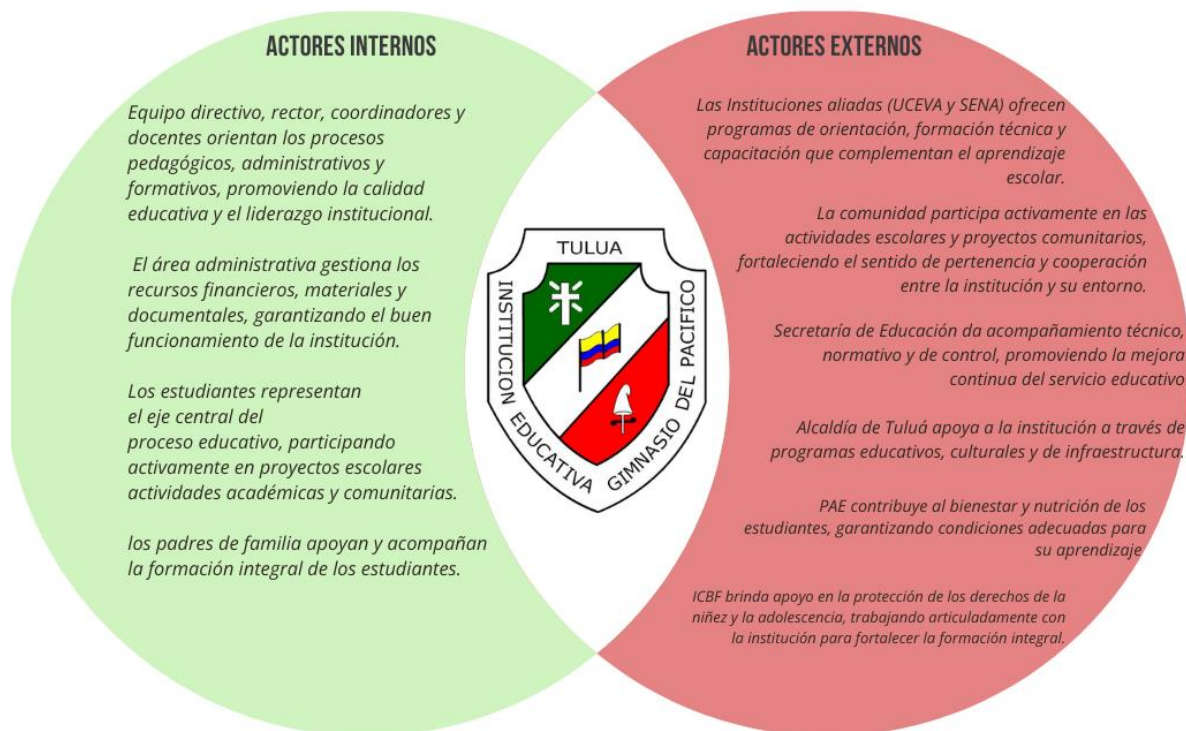 ACTORES INTERNOS
Equipo directivo, rector, coordinadores y
docentes orientan los procesos
pedagógicos, administrativos y
formativos, promoviendo la calidad
educativa y el liderazgo institucional.
El área administrativa gestiona los
recursos financieros, materiales y
documentales, garantizando el buen
funcionamiento de la institución.
Los estudiantes representan
el eje central del
proceso educativo, participando
activamente en proyectos escolares
actividades académicas y comunitarias.
los padres de familia apoyan y acompañan
la formación integral de los estudiantes.
TULUA
INSTITUCION EDUCATIVA GIMNASIO DEL PACIFICO
ACTORES EXTERNOS
Las Instituciones aliadas (UCEVA y SENA) ofrecen
programas de orientación, formación técnica y
capacitación que complementan el aprendizaje
escolar.
La comunidad participa activamente en las
actividades escolares y proyectos comunitarios,
fortaleciendo el sentido de pertenencia y cooperación
entre la institución y su entorno.
Secretaría de Educación da acompañamiento técnico,
normativo y de control, promoviendo la mejora
continua del servicio educativo
Alcaldía de Tuluá apoya a la institución a través de
programas educativos, culturales y de infraestructura.
PAE contribuye al bienestar y nutrición de los
estudiantes, garantizando condiciones adecuadas para
su aprendizaje
ICBF brinda apoyo en la protección de los derechos de la
niñez y la adolescencia, trabajando articuladamente con
la institución para fortalecer la formación integral.